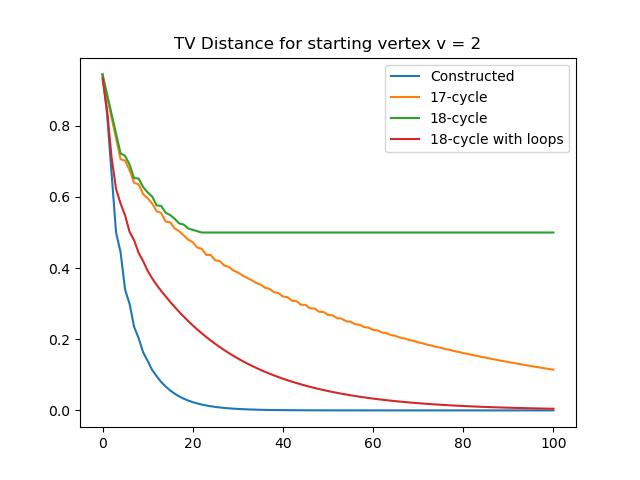 TV Distance for starting vertex v = 2
Constructed
17-cycle
18-cycle
18-cycle with loops
0.8
0.6
0.4
0.2
0.0
0 20 40 60 80 100